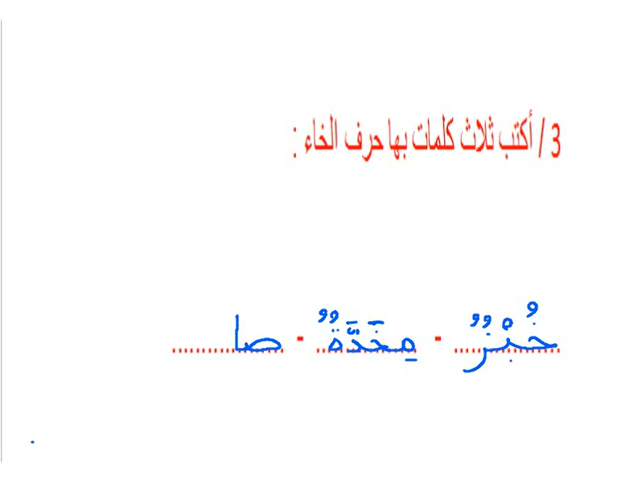 3 / أكتب ثلاث كلمات بها حرف الخاء :
خُبْزٌ - مِخَدَّةٌ - صا